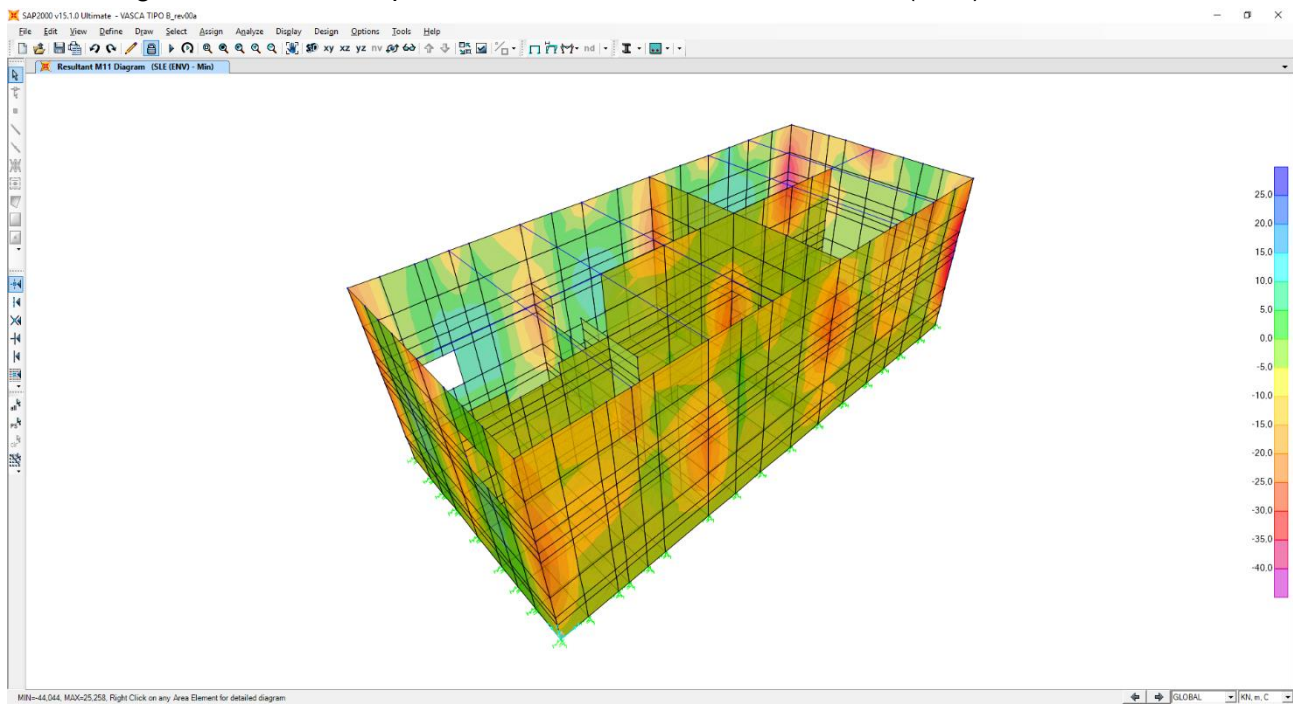 SAP2000 v15.1.0 Ultimate - VASCA TIPO B_rev00a
File Edit View Define Draw Select Assign Analyze Display Design Options Tools Help
xy xz yz nv nd
Resultant M11 Diagram (SLE (ENV) - Min)
25.0
20.0
15.0
10.0
5.0
0.0
-5.0
-10.0
-15.0
-20.0
-25.0
-30.0
-35.0
-40.0
MIN=-44,044, MAX=25,258, Right Click on any Area Element for detailed diagram
GLOBAL
KN, m, C